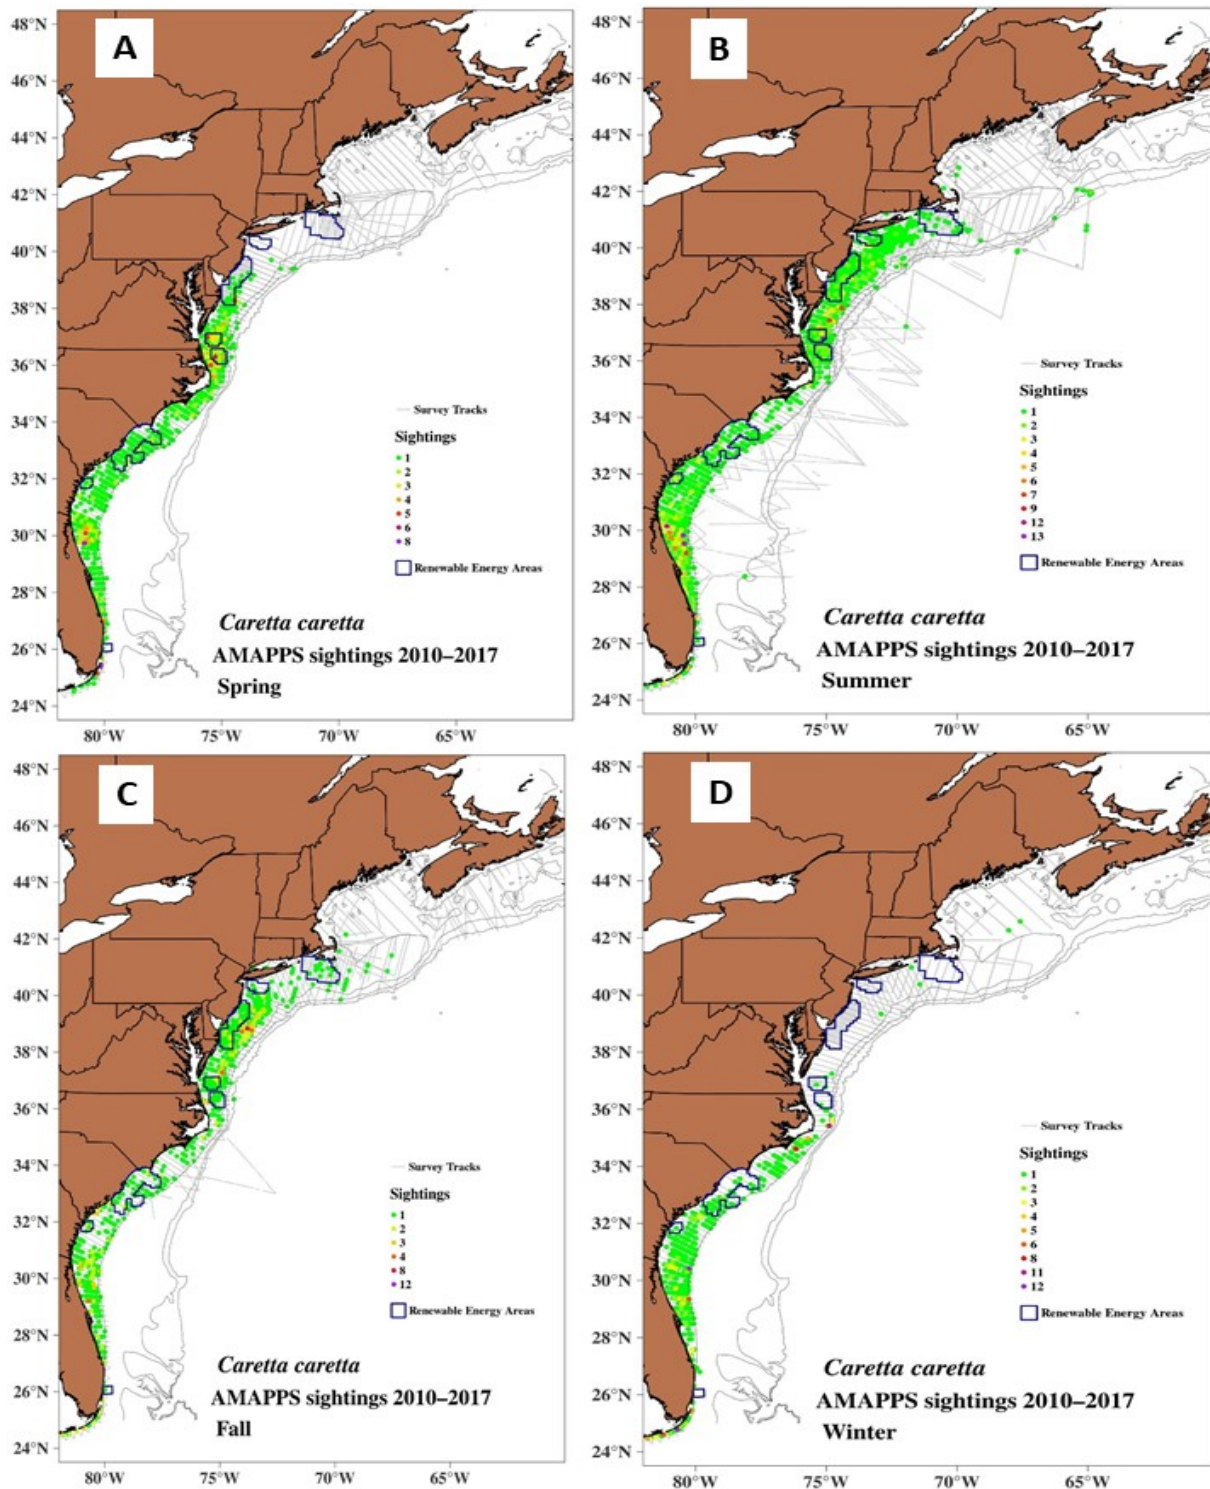 A
48°N
46°N
44°N
42°N
40°N
38°N
36°N
34°N
32°N
30°N
28°N
26°N
24°N
80°W
75°W
70°W
65°W
Survey Tracks
Sightings
1
2
3
4
5
6
8
Renewable Energy Areas
Caretta caretta
AMAPPS sightings 2010–2017
Spring
B
48°N
46°N
44°N
42°N
40°N
38°N
36°N
34°N
32°N
30°N
28°N
26°N
24°N
80°W
75°W
70°W
65°W
Survey Tracks
Sightings
1
2
3
4
5
6
7
9
12
13
Renewable Energy Areas
Caretta caretta
AMAPPS sightings 2010–2017
Summer
C
48°N
46°N
44°N
42°N
40°N
38°N
36°N
34°N
32°N
30°N
28°N
26°N
24°N
80°W
75°W
70°W
65°W
Survey Tracks
Sightings
1
2
3
4
8
12
Renewable Energy Areas
Caretta caretta
AMAPPS sightings 2010–2017
Fall
D
48°N
46°N
44°N
42°N
40°N
38°N
36°N
34°N
32°N
30°N
28°N
26°N
24°N
80°W
75°W
70°W
65°W
Survey Tracks
Sightings
1
2
3
4
5
6
8
11
12
Renewable Energy Areas
Caretta caretta
AMAPPS sightings 2010–2017
Winter